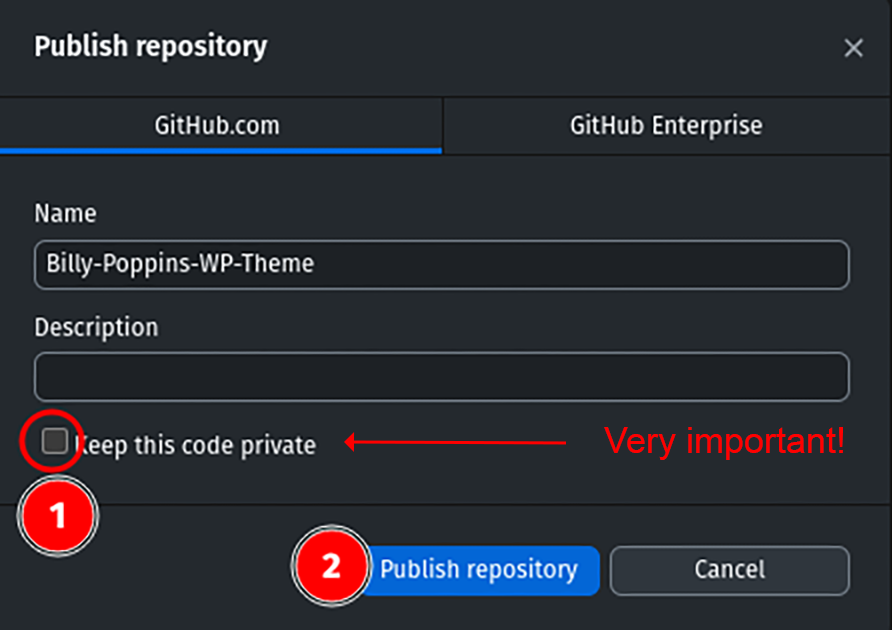 Publish repository
GitHub.com
GitHub Enterprise
Name
Billy-Poppins-WP-Theme
Description
Keep this code private
Very important!
1
2
Publish repository
Cancel